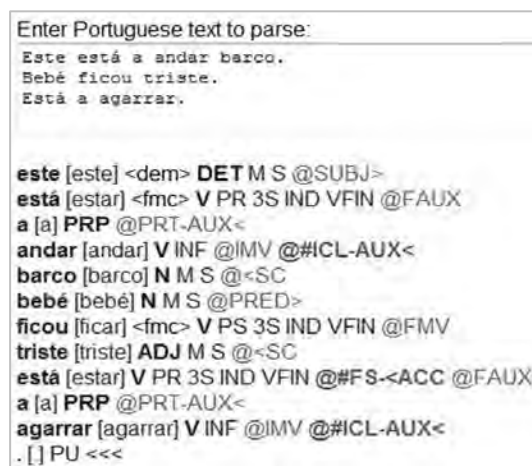 Enter Portuguese text to parse:
Este está a andar barco.
Bebé ficou triste.
Está a agarrar.
este [este] <dem> DET M S @SUBJ>
está [estar] <fmc> V PR 3S IND VFIN @FAUX
a [a] PRP @PRT-AUX<
andar [andar] V INF @IMV @#ICL-AUX<
barco [barco] N M S @<SC
bebé [bebé] N M S @PRED>
ficou [ficar] <fmc> V PS 3S IND VFIN @FMV
triste [triste] ADJ M S @<SC
está [estar] V PR 3S IND VFIN @#FS-<ACC @FAUX
a [a] PRP @PRT-AUX<
agarrar [agarrar] V INF @IMV @#ICL-AUX<
. [.] PU <<<